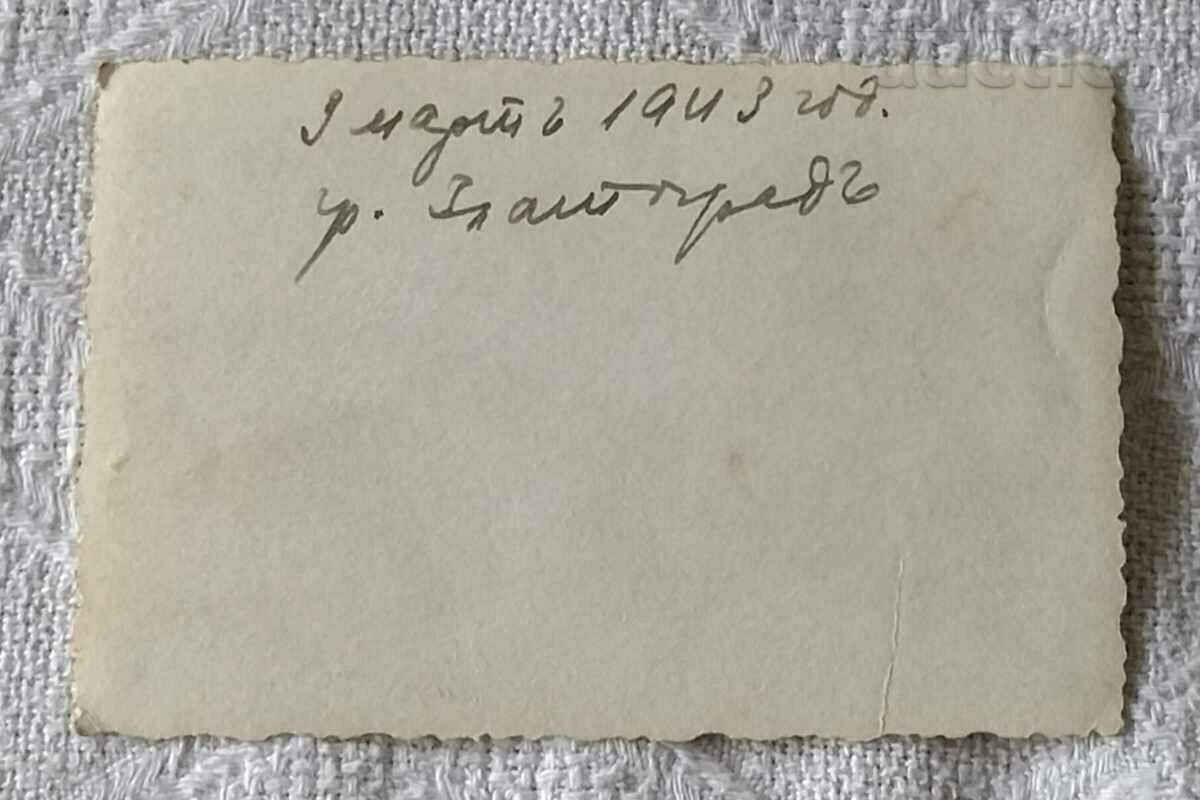 9 мартъ 1943 год.
гр. Златоградъ